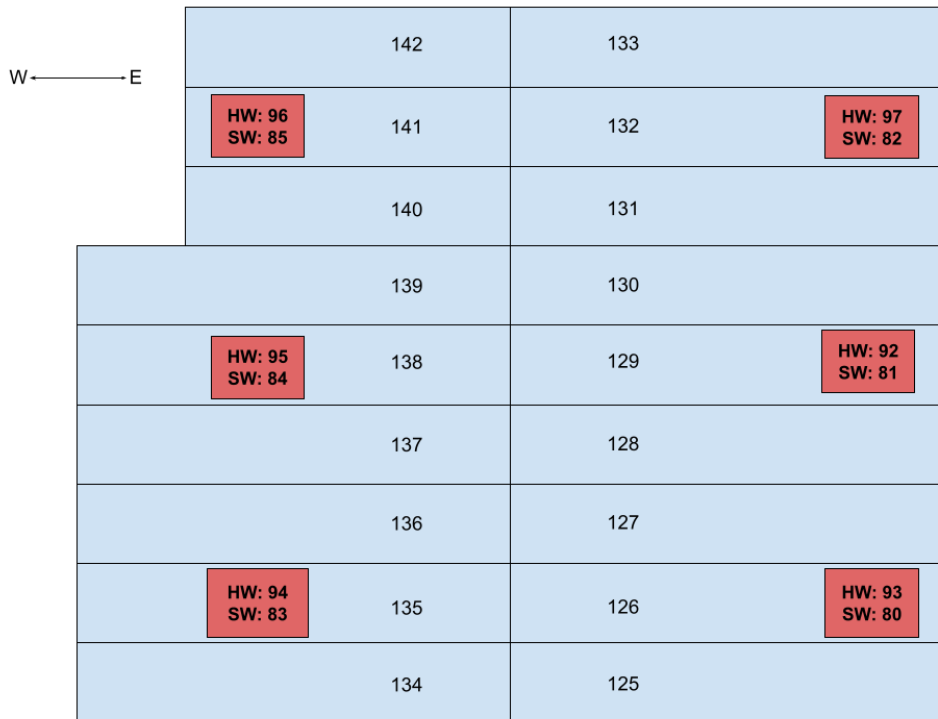 142 133
W E
HW: 96
SW: 85
141 132
HW: 97
SW: 82
140 131
139 130
HW: 95
SW: 84
138 129
HW: 92
SW: 81
137 128
136 127
HW: 94
SW: 83
135 126
HW: 93
SW: 80
134 125